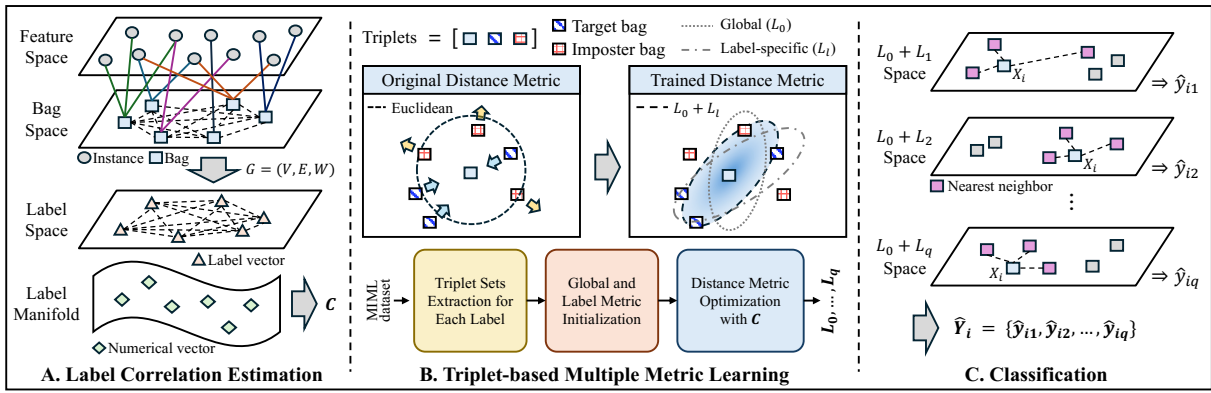 Feature
Space
Bag
Space
Instance
Bag
G = (V, E, W)
Label
Space
Label vector
Label
Manifold
C
Numerical vector
A. Label Correlation Estimation
Triplets = [ ]
Target bag
Imposter bag
Global (L₀)
Label-specific (Lₗ)
Original Distance Metric
Euclidean
Trained Distance Metric
L₀ + Lₗ
MIML
dataset
Triplet Sets
Extraction for
Each Label
Global and
Label Metric
Initialization
Distance Metric
Optimization
with C
L₀, ..., L_q
B. Triplet-based Multiple Metric Learning
L₀ + L₁
Space
Xᵢ
⇒ ŷᵢ₁
L₀ + L₂
Space
Xᵢ
⇒ ŷᵢ₂
Nearest neighbor
⋮
L₀ + L_q
Space
Xᵢ
⇒ ŷ_iq
Ŷᵢ = {ŷᵢ₁, ŷᵢ₂, ..., ŷ_iq}
C. Classification